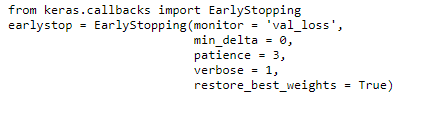 from keras.callbacks import EarlyStopping
earlystop = EarlyStopping(monitor = 'val_loss',
                          min_delta = 0,
                          patience = 3,
                          verbose = 1,
                          restore_best_weights = True)